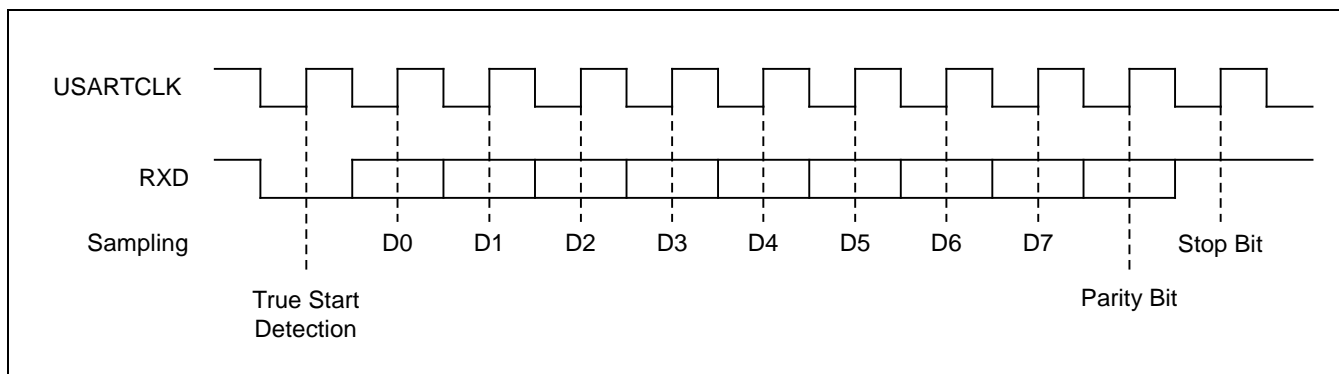 USARTCLK
RXD
Sampling D0 D1 D2 D3 D4 D5 D6 D7 Stop Bit
True Start
Detection
Parity Bit